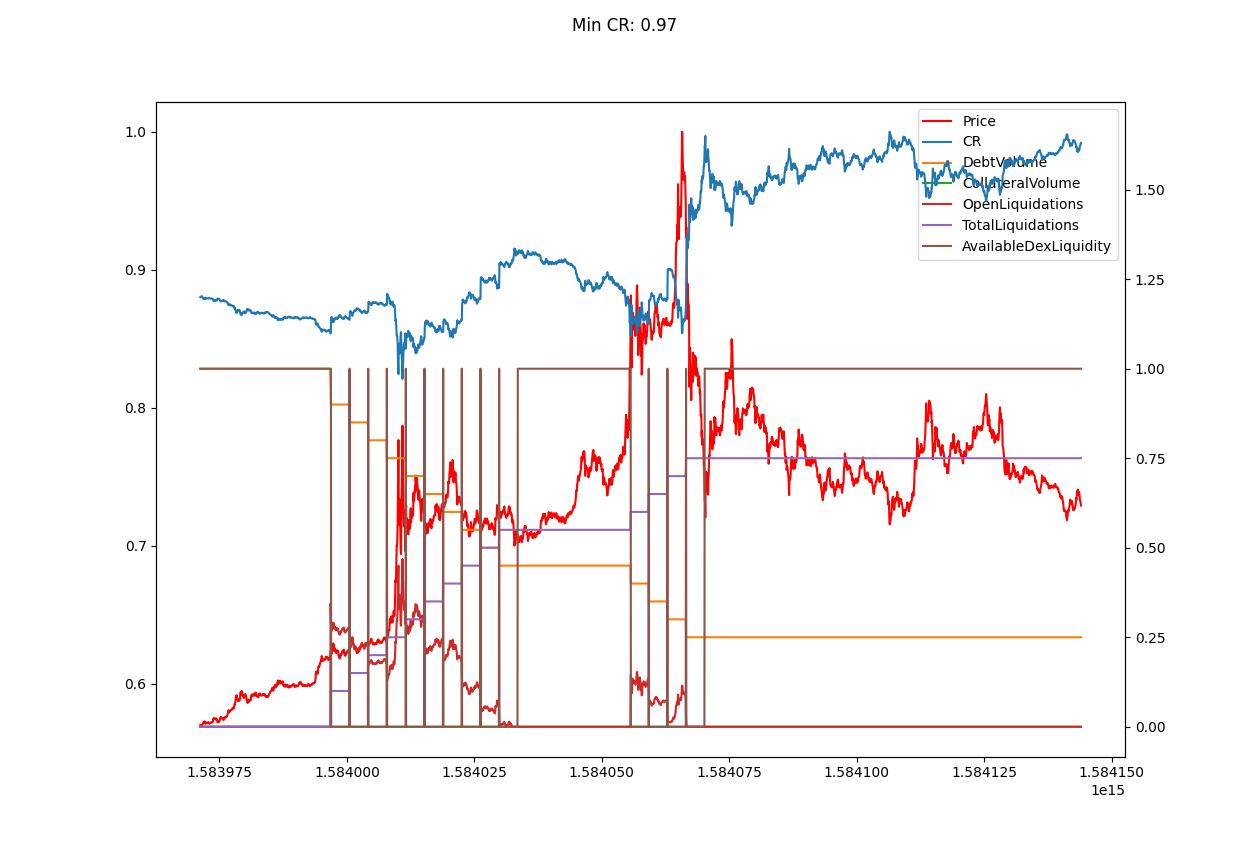 Min CR: 0.97
Price
CR
DebtVolume
CollateralVolume
OpenLiquidations
TotalLiquidations
AvailableDexLiquidity
1.0
0.9
0.8
0.7
0.6
1.50
1.25
1.00
0.75
0.50
0.25
0.00
1.583975 1.584000 1.584025 1.584050 1.584075 1.584100 1.584125 1.584150
1e15